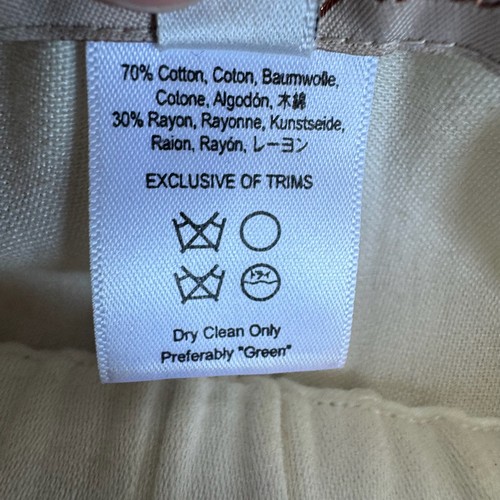 70% Cotton, Coton, Baumwolle,
Cotone, Algodón, 木綿
30% Rayon, Rayonne, Kunstseide,
Raion, Rayón, レーヨン
EXCLUSIVE OF TRIMS
ドライ
Dry Clean Only
Preferably "Green"